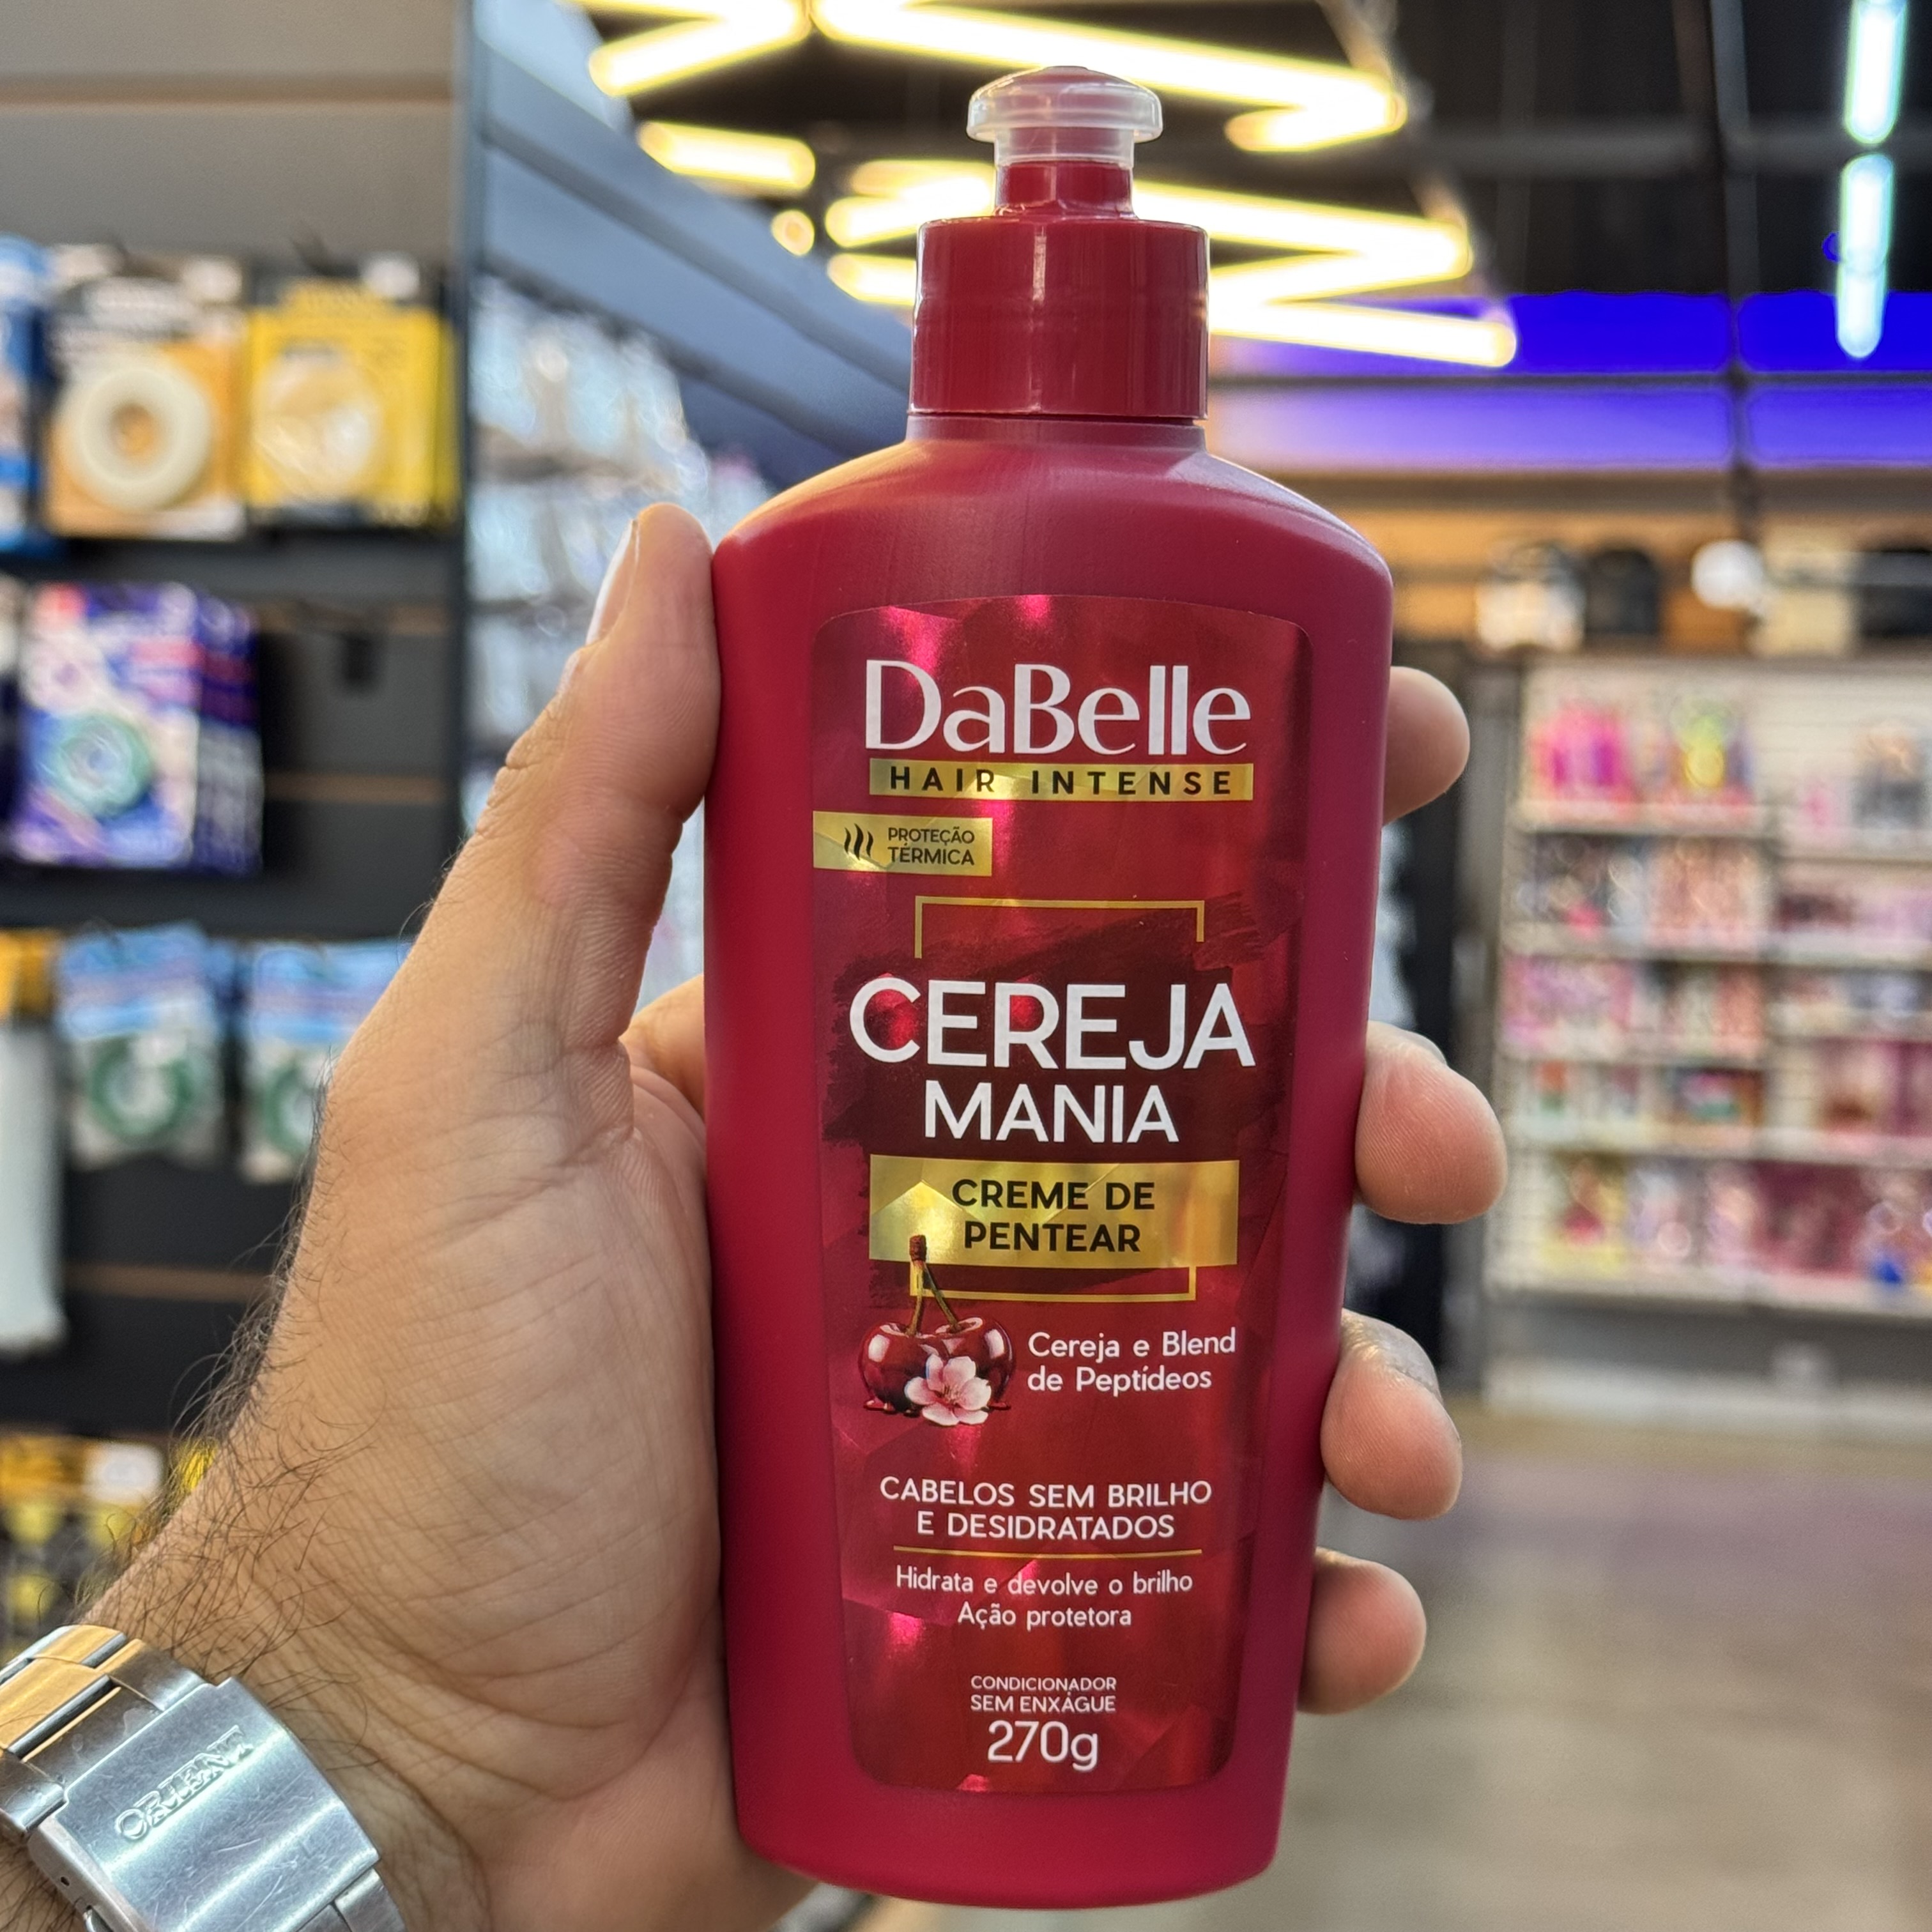 DaBelle
HAIR INTENSE
PROTEÇÃO
TÉRMICA
CEREJA
MANIA
CREME DE
PENTEAR
Cereja e Blend
de Peptídeos
CABELOS SEM BRILHO
E DESIDRATADOS
Hidrata e devolve o brilho
Ação protetora
CONDICIONADOR
SEM ENXÁGUE
270g
ORIENT